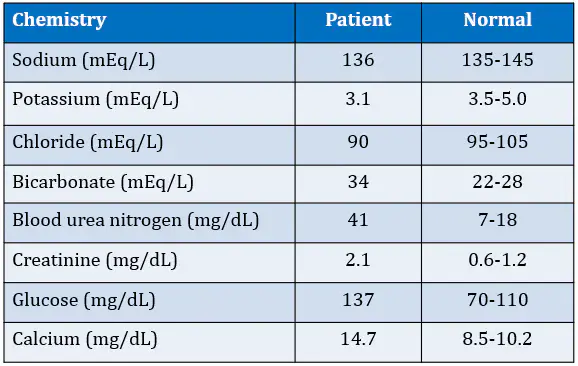 Chemistry Patient Normal
Sodium (mEq/L) 136 135-145
Potassium (mEq/L) 3.1 3.5-5.0
Chloride (mEq/L) 90 95-105
Bicarbonate (mEq/L) 34 22-28
Blood urea nitrogen (mg/dL) 41 7-18
Creatinine (mg/dL) 2.1 0.6-1.2
Glucose (mg/dL) 137 70-110
Calcium (mg/dL) 14.7 8.5-10.2